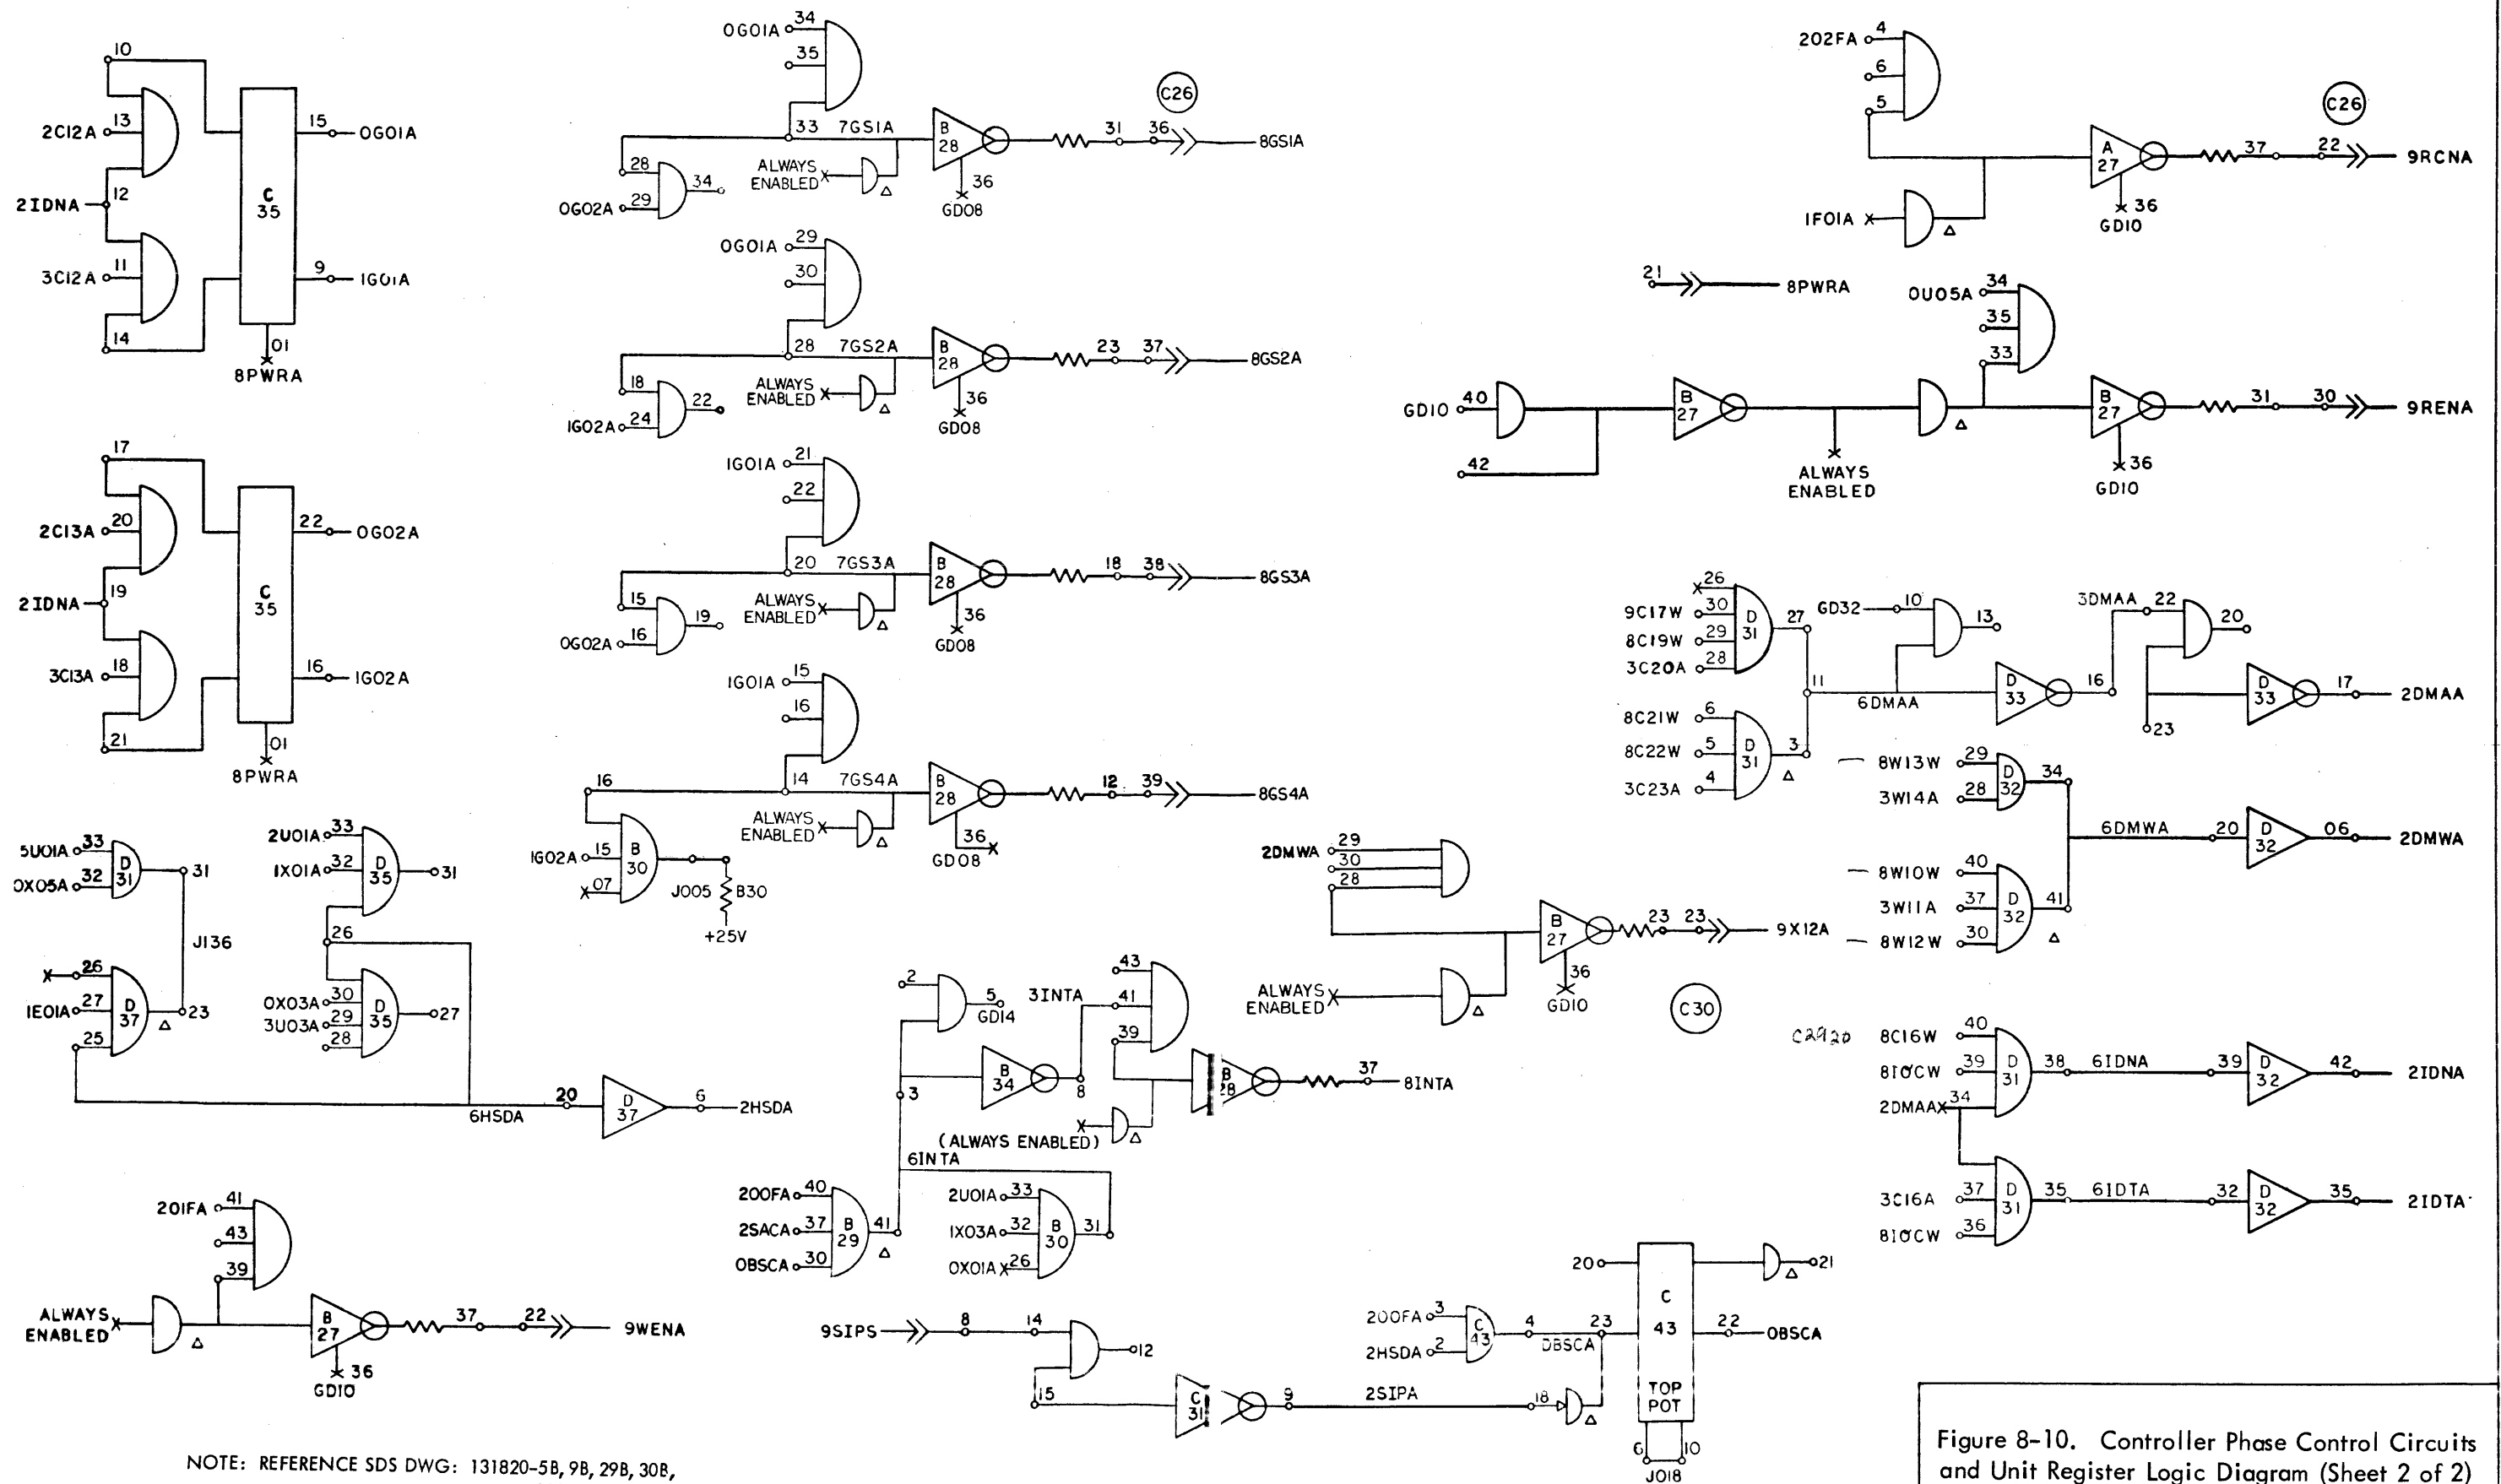 10
2C12A 13
2IDNA 12
3C12A 11
14
C
35
15 0G01A
9 1G01A
01
8PWRA
17
2C13A 20
2IDNA 19
3C13A 18
21
C
35
22 0G02A
16 1G02A
01
8PWRA
5U01A 33
0X05A 32
D
31
31
J136
26
1E01A 27
25
D
37
23
2U01A 33
1X01A 32
D
35
31
26
0X03A 30
3U03A 29
28
D
35
27
6HSDA
20
D
37
6 2HSDA
201FA 41
43
39
ALWAYS
ENABLED
B
27
36
GD10
37 22 9WENA
0G01A 34
35
33 7GS1A
28
0G02A 29
34
ALWAYS
ENABLED
B
28
36
GD08
31 36
C26
8GS1A
0G01A 29
30
28 7GS2A
18
1G02A 24
22
ALWAYS
ENABLED
B
28
36
GD08
23 37 8GS2A
1G01A 21
22
20 7GS3A
15
0G02A 16
19
ALWAYS
ENABLED
B
28
36
GD08
18 38 8GS3A
1G01A 15
16
14 7GS4A
16
1G02A 15
07
B
30
J005 B30
+25V
ALWAYS
ENABLED
B
28
36
GD08
12 39 8GS4A
2
5
GD14
3
B
34
8
3INTA
43
41
39
B
28
37 8INTA
(ALWAYS ENABLED)
6INTA
200FA 40
2SACA 37
0BSCA 30
B
29
41
2U01A 33
1X03A 32
0X01A 26
B
30
31
9SIPS 8 14
12
15
C
31
9 2SIPA 18
200FA 3
2HSDA 2
C
43
4 23
DBSCA
20
C
43
TOP
POT
21
22 0BSCA
6 10
J018
202FA 4
6
5
A
27
36
GD10
1F01A
37 22
C26
9RCNA
21 8PWRA
0U05A 34
35
33
GD10 40
42
B
27
ALWAYS
ENABLED
B
27
36
GD10
31 30 9RENA
26
9C17W 30
8C19W 29
3C20A 28
D
31
27
8C21W 6
8C22W 5
3C23A 4
D
31
3
11
6DMAA
GD32 10
13
D
33
16
3DMAA 22
20
23
D
33
17 2DMAA
8W13W 29
3W14A 28
D
32
34
8W10W 40
3W11A 37
8W12W 30
D
32
41
6DMWA 20
D
32
06 2DMWA
2DMWA 29
30
28
ALWAYS
ENABLED
B
27
36
GD10
23 23 9X12A
C30
C2920
8C16W 40
8IOCW 39
2DMAA 34
D
31
38 6IDNA 39
D
32
42 2IDNA
3C16A 37
8IOCW 36
D
31
35 6IDTA 32
D
32
35 2IDTA
NOTE: REFERENCE SDS DWG: 131820-5B, 9B, 29B, 30B,
Figure 8-10. Controller Phase Control Circuits
and Unit Register Logic Diagram (Sheet 2 of 2)